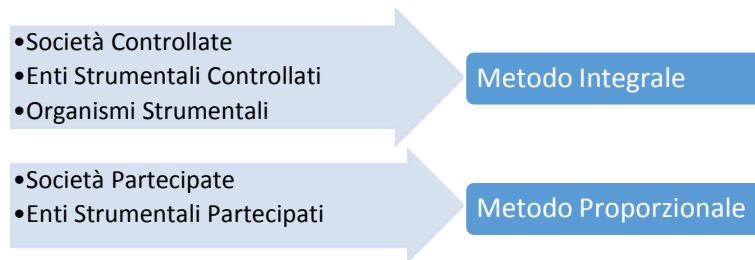 •Società Controllate
•Enti Strumentali Controllati
•Organismi Strumentali
Metodo Integrale
•Società Partecipate
•Enti Strumentali Partecipati
Metodo Proporzionale